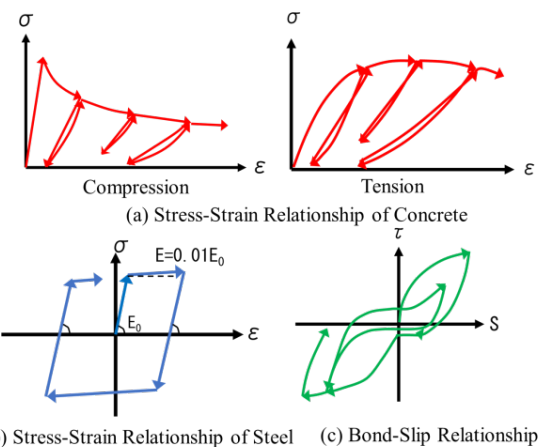 σ σ
ε ε
Compression Tension
(a) Stress-Strain Relationship of Concrete
σ τ
E=0.01E₀
E₀ ε S
) Stress-Strain Relationship of Steel (c) Bond-Slip Relationship